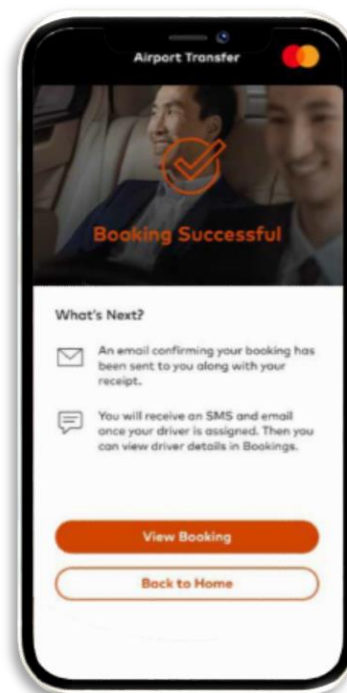 Airport Transfer
Booking Successful
What's Next?
An email confirming your booking has
been sent to you along with your
receipt.
You will receive an SMS and email
once your driver is assigned. Then you
can view driver details in Bookings.
View Booking
Back to Home